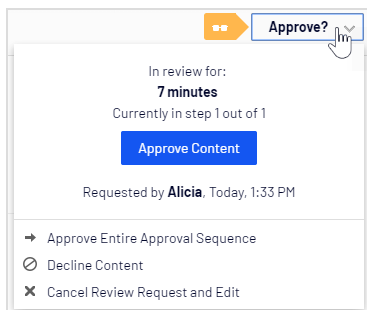 Approve?
In review for:
7 minutes
Currently in step 1 out of 1
Approve Content
Requested by Alicia, Today, 1:33 PM
Approve Entire Approval Sequence
Decline Content
Cancel Review Request and Edit